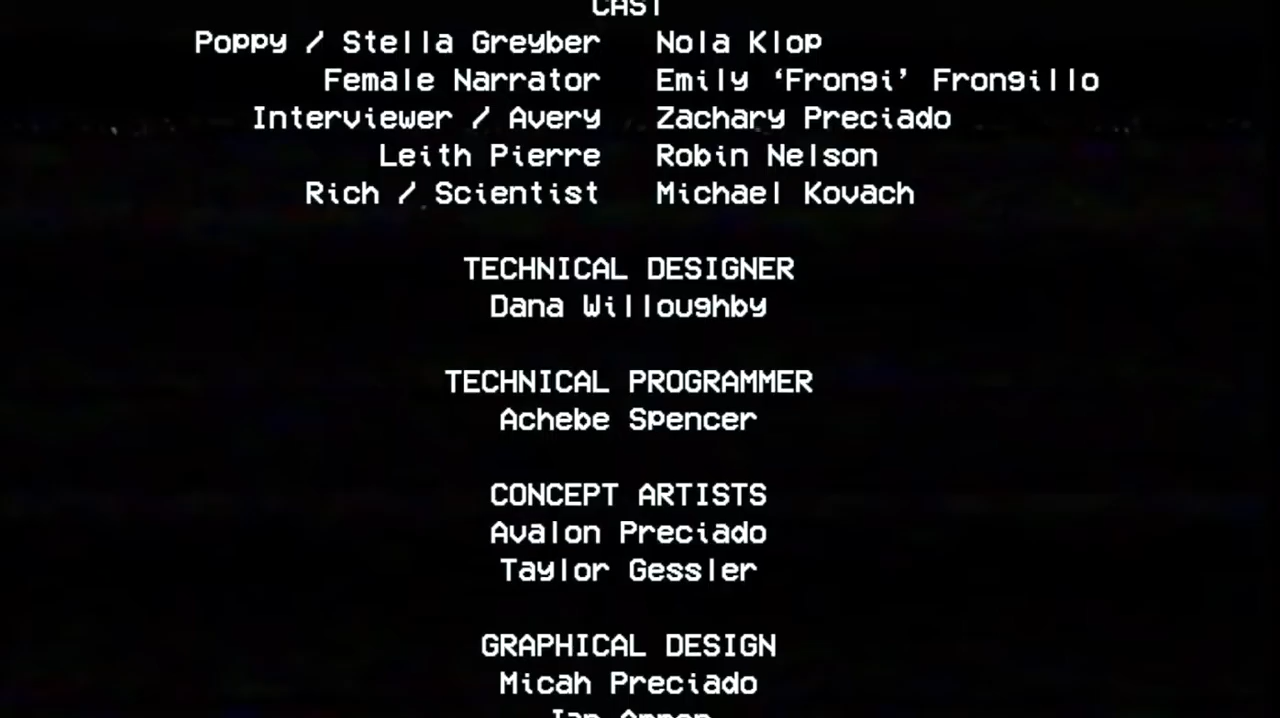 CAST
Poppy / Stella Greyber Nola Klop
Female Narrator Emily ‘Frongi’ Frongillo
Interviewer / Avery Zachary Preciado
Leith Pierre Robin Nelson
Rich / Scientist Michael Kovach
TECHNICAL DESIGNER
Dana Willoughby
TECHNICAL PROGRAMMER
Achebe Spencer
CONCEPT ARTISTS
Avalon Preciado
Taylor Gessler
GRAPHICAL DESIGN
Micah Preciado